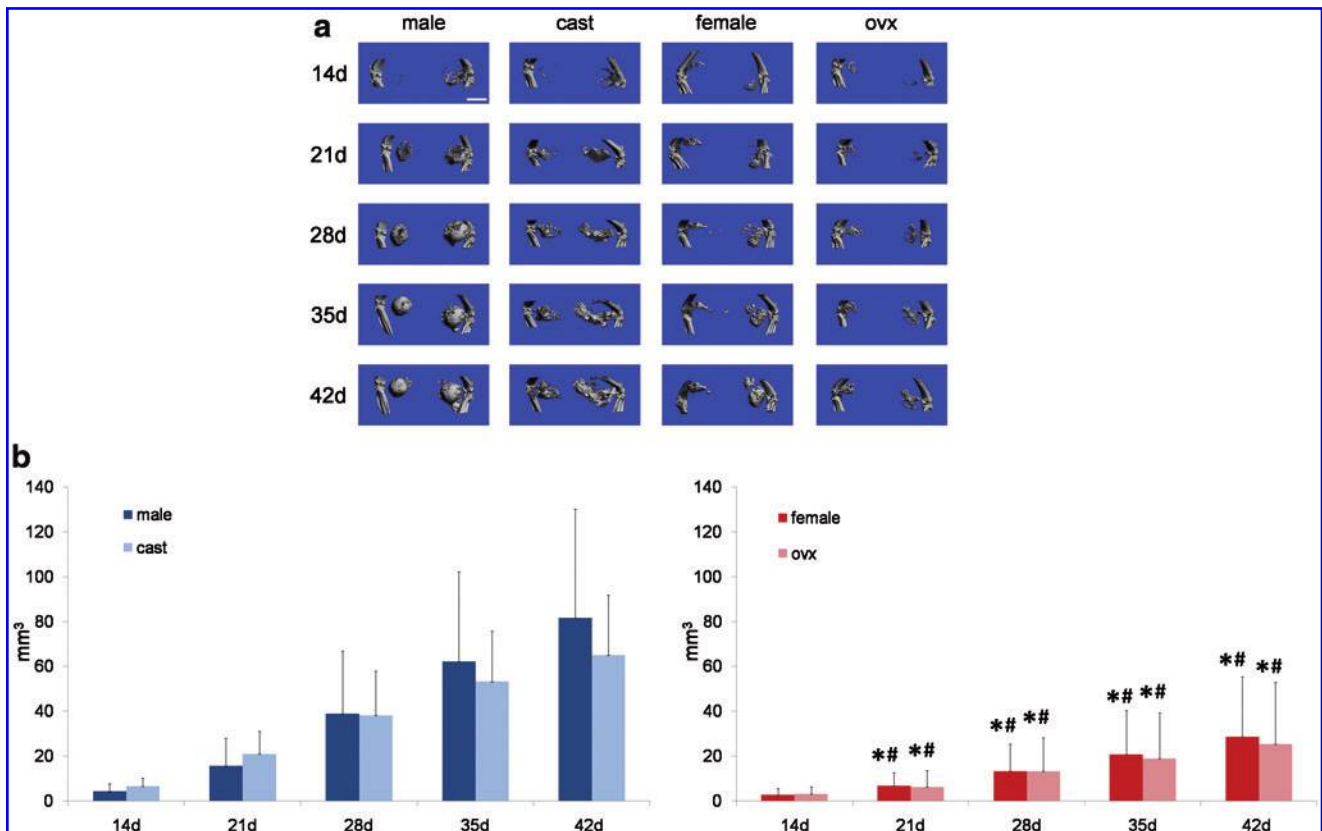 a
male cast female ovx
14d
21d
28d
35d
42d
b
140
120
100
80
60
40
20
0
mm³
male
cast
14d 21d 28d 35d 42d
140
120
100
80
60
40
20
0
mm³
female
ovx
*# *# *# *# *# *# *# *#
14d 21d 28d 35d 42d